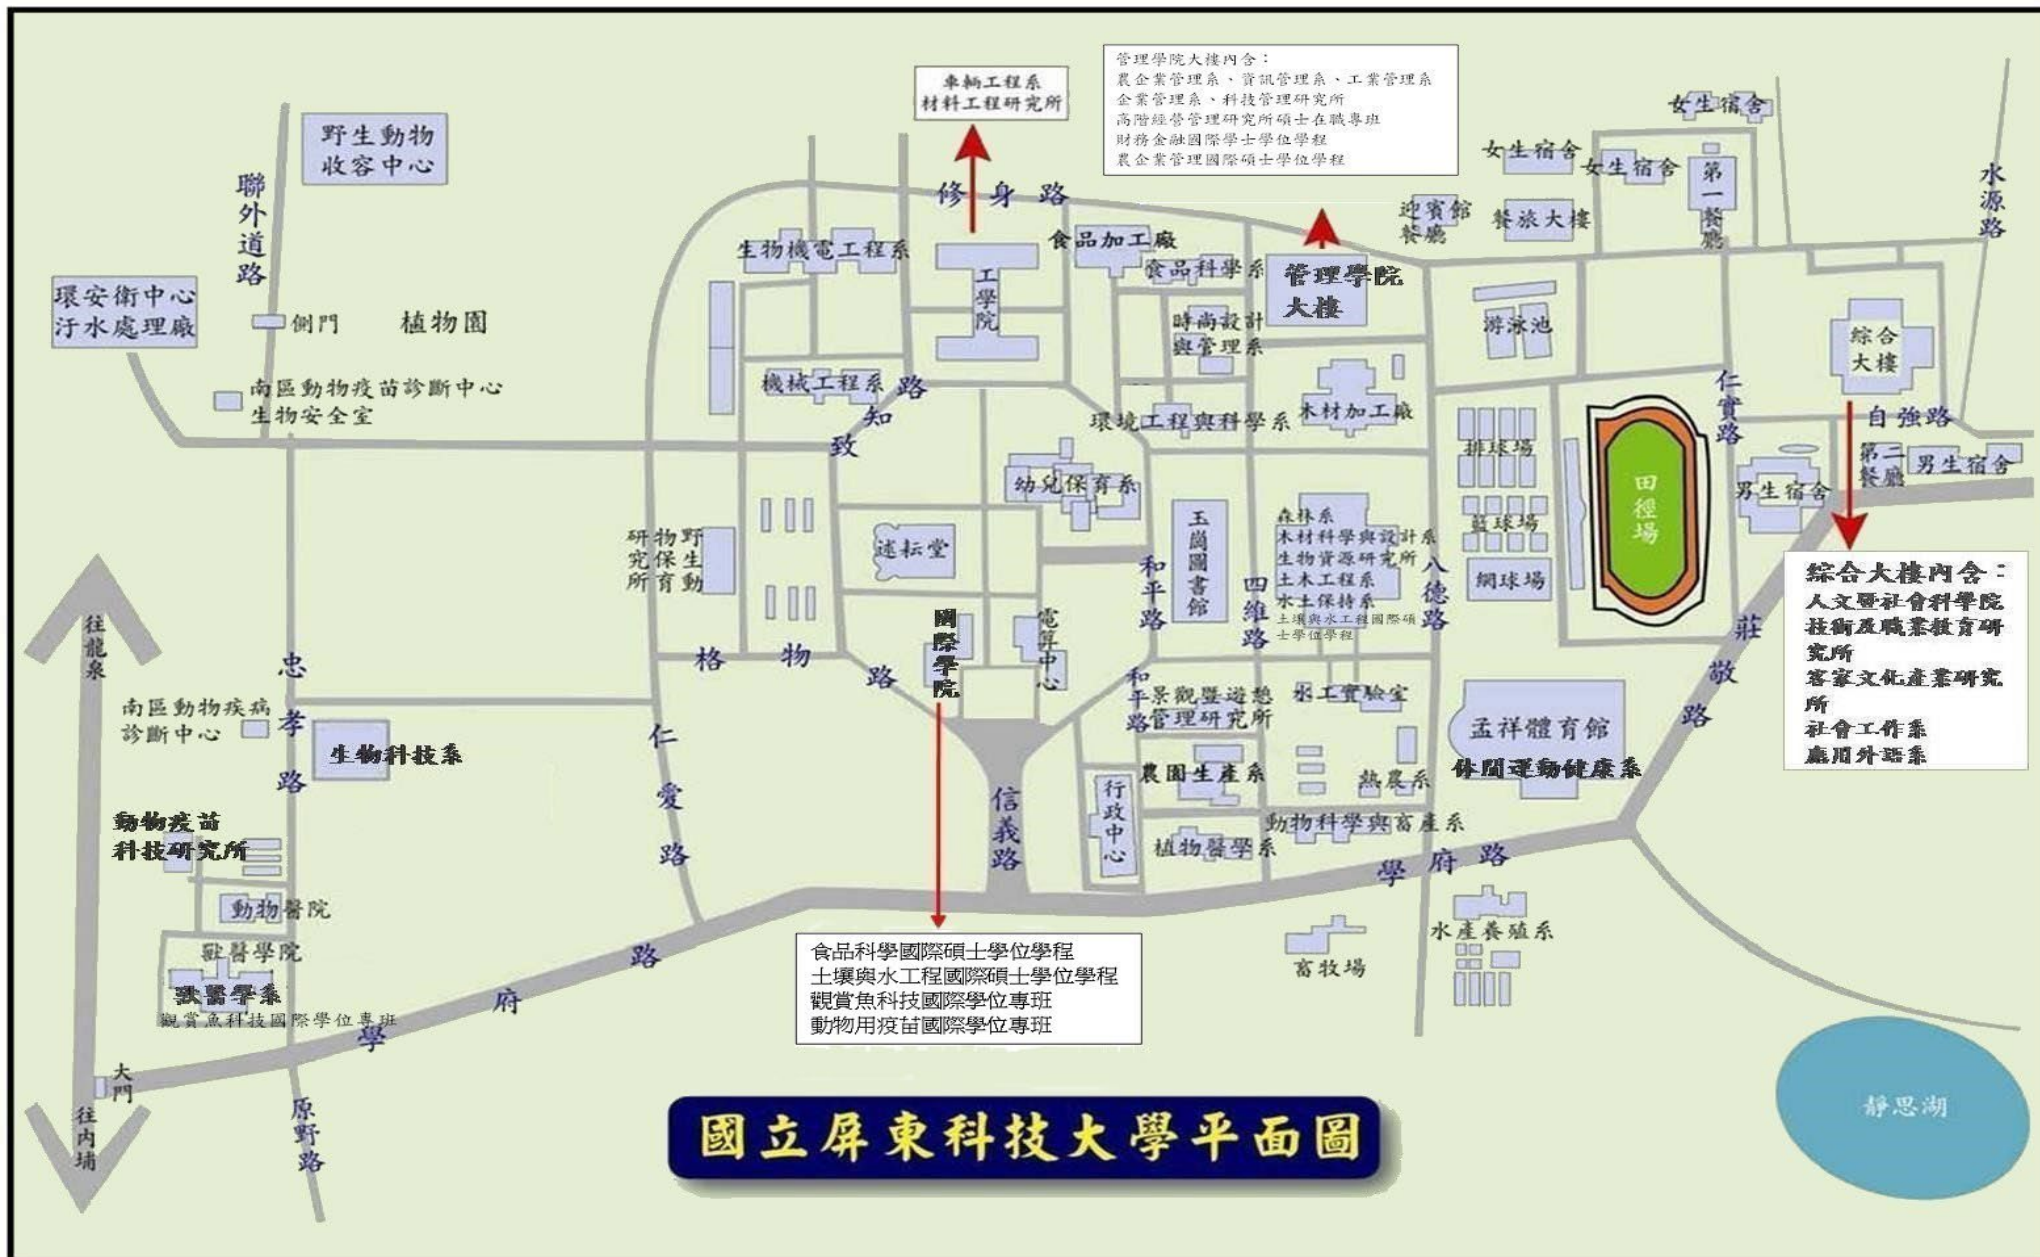 車輛工程系
材料工程研究所
管理學院大樓內含：
農企業管理系、資訊管理系、工業管理系
企業管理系、科技管理研究所
高階經營管理研究所碩士在職專班
財務金融國際學士學位學程
農企業管理國際碩士學位學程
女生宿舍
野生動物
收容中心
女生宿舍
女生宿舍
第一餐廳
水源路
聯外道路
修身路
迎賓館
餐廳
餐旅大樓
生物機電工程系
食品加工廠
食品科學系
工學院
管理學院
大樓
環安衛中心
汙水處理廠
側門
植物園
時尚設計
與管理系
游泳池
綜合
大樓
南區動物疫苗診斷中心
生物安全室
機械工程系
致知路
環境工程與科學系
木材加工廠
仁實路
自強路
排球場
第二
餐廳
男生宿舍
幼兒保育系
男生宿舍
田徑場
玉崗圖書館
森林系
木材科學與設計系
生物資源研究所
土木工程系
水土保持系
土壤與水工程國際碩
士學位學程
籃球場
網球場
野生動
物保育
研究所
述耘堂
和平路
四維路
八德路
綜合大樓內含：
人文暨社會科學院
技術及職業教育研
究所
客家文化產業研究
所
社會工作系
應用外語系
往龍泉
國際學院
電算中心
莊敬路
格物路
忠孝路
和平路
景觀暨遊憩
管理研究所
水工實驗室
南區動物疾病
診斷中心
生物科技系
仁愛路
孟祥體育館
休閒運動健康系
農園生產系
熱農系
信義路
行政中心
動物疫苗
科技研究所
植物醫學系
動物科學與畜產系
學府路
動物醫院
水產養殖系
獸醫學院
獸醫學系
觀賞魚科技國際學位專班
畜牧場
食品科學國際碩士學位學程
土壤與水工程國際碩士學位學程
觀賞魚科技國際學位專班
動物用疫苗國際學位專班
學府路
大門
往內埔
原野路
靜思湖
國立屏東科技大學平面圖